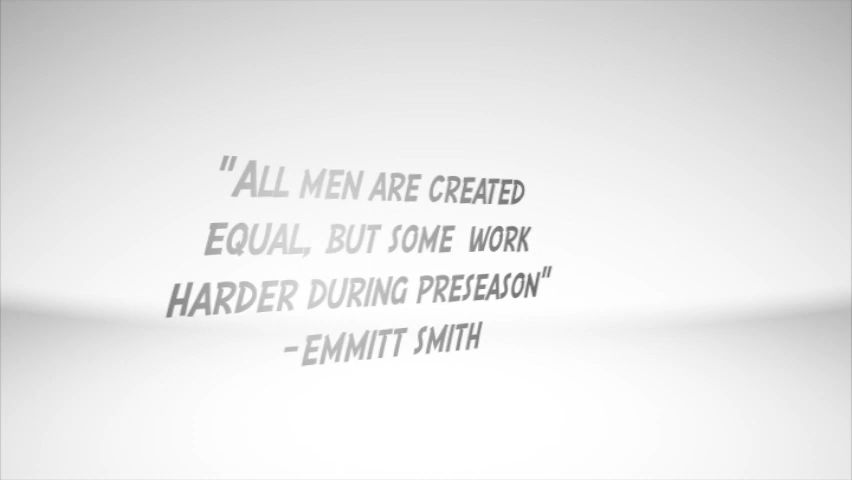 "All men are created
equal, but some work
harder during preseason"
-Emmitt Smith